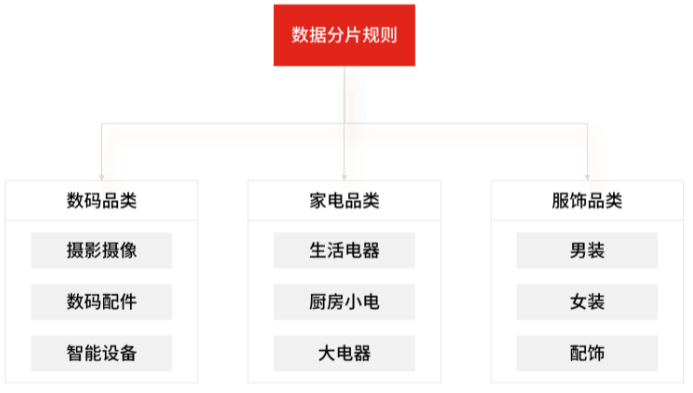 数据分片规则
数码品类
摄影摄像
数码配件
智能设备
家电品类
生活电器
厨房小电
大电器
服饰品类
男装
女装
配饰